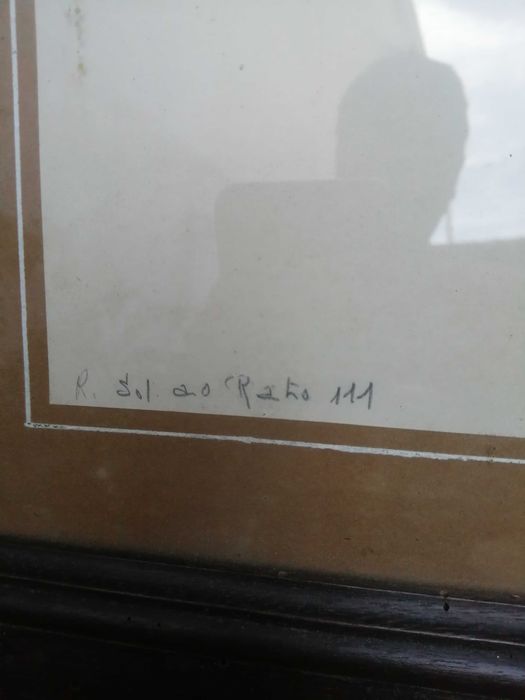 R. Sol ao Rato 111